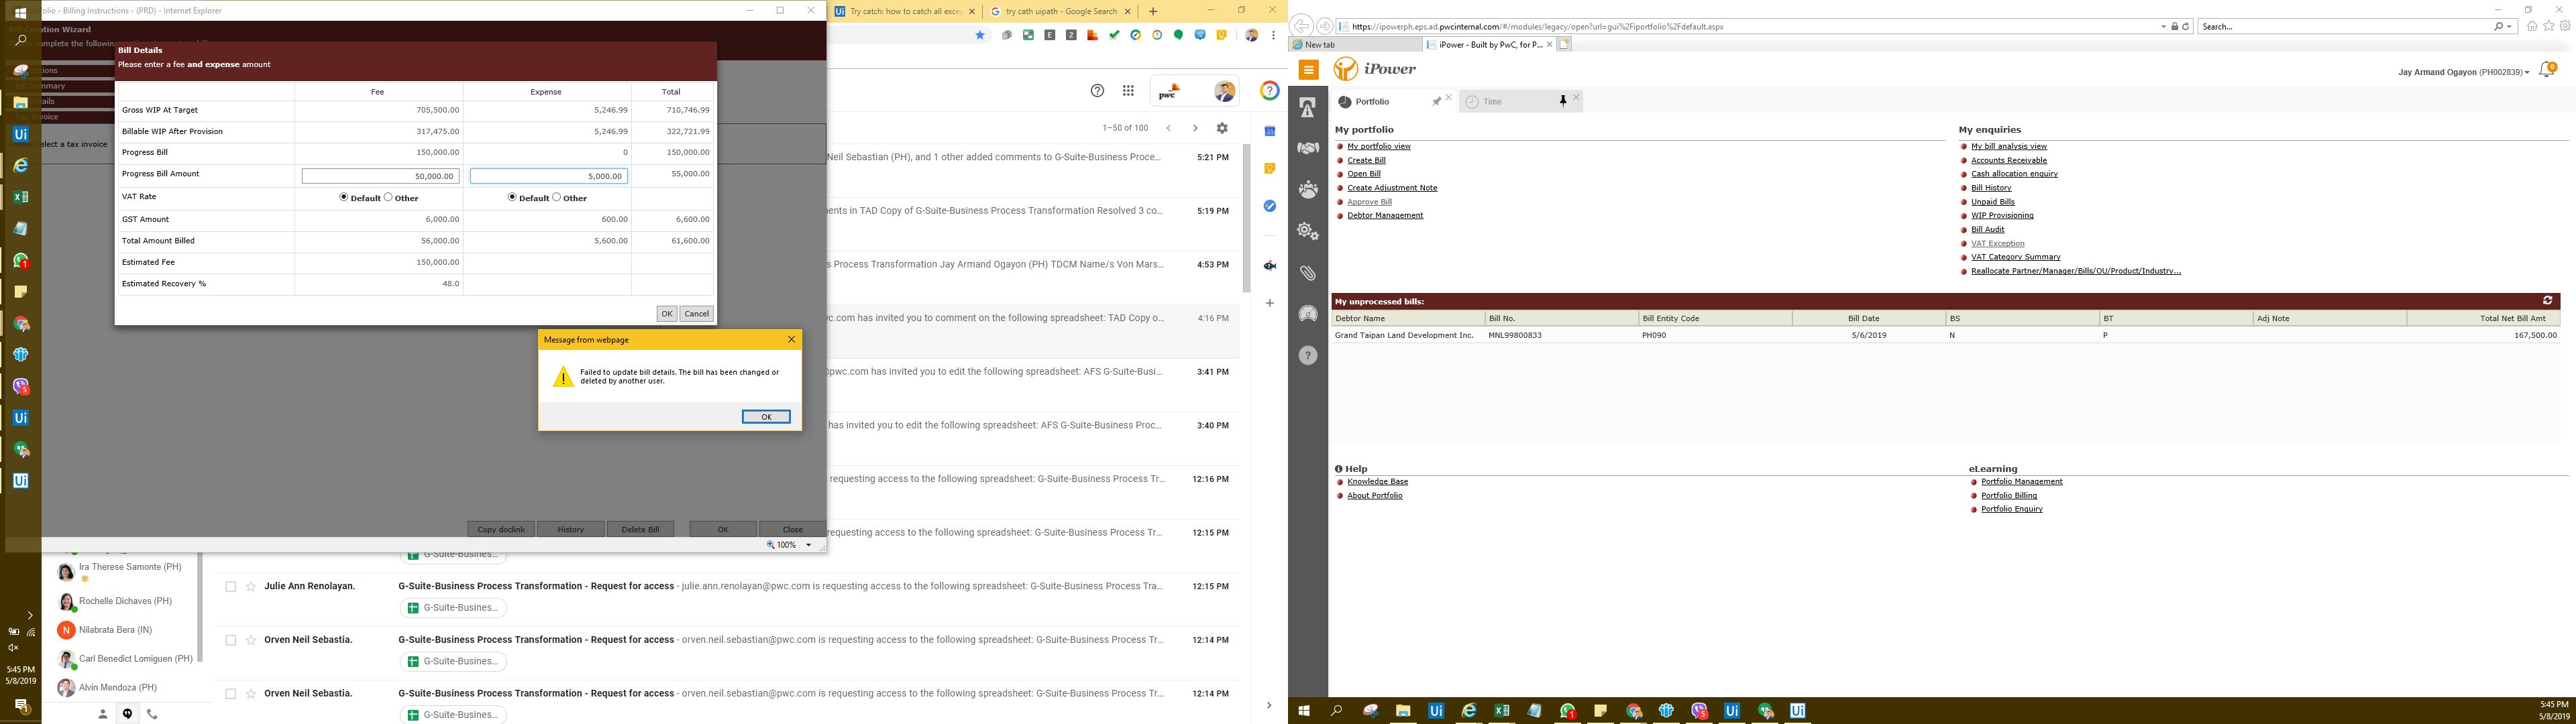 Portfolio - Billing Instructions - (PRD) - Internet Explorer
Creation Wizard
complete the following
Bill Details
Please enter a fee and expense amount
Fee Expense Total
Gross WIP At Target 705,500.00 5,246.99 710,746.99
Billable WIP After Provision 317,475.00 5,246.99 322,721.99
Progress Bill 150,000.00 0 150,000.00
Progress Bill Amount 50,000.00 5,000.00 55,000.00
VAT Rate Default Other Default Other
GST Amount 6,000.00 600.00 6,600.00
Total Amount Billed 56,000.00 5,600.00 61,600.00
Estimated Fee 150,000.00
Estimated Recovery % 48.0
OK Cancel
select a tax invoice
Message from webpage
Failed to update bill details. The bill has been changed or
deleted by another user.
OK
Copy doclink History Delete Bill OK Close
100%
Try catch: how to catch all exce
try cath uipath - Google Search
pwc
1–50 of 100
Neil Sebastian (PH), and 1 other added comments to G-Suite-Business Proce... 5:21 PM
ents in TAD Copy of G-Suite-Business Process Transformation Resolved 3 co... 5:19 PM
s Process Transformation Jay Armand Ogayon (PH) TDCM Name/s Von Mars... 4:53 PM
c.com has invited you to comment on the following spreadsheet: TAD Copy o... 4:16 PM
@pwc.com has invited you to edit the following spreadsheet: AFS G-Suite-Busi... 3:41 PM
has invited you to edit the following spreadsheet: AFS G-Suite-Business Proc... 3:40 PM
requesting access to the following spreadsheet: G-Suite-Business Process Tr... 12:16 PM
requesting access to the following spreadsheet: G-Suite-Business Process Tr... 12:15 PM
G-Suite-Busines...
Julie Ann Renolayan. G-Suite-Business Process Transformation - Request for access - julie.ann.renolayan@pwc.com is requesting access to the following spreadsheet: G-Suite-Business Process Tra... 12:15 PM
G-Suite-Busines...
Orven Neil Sebastia. G-Suite-Business Process Transformation - Request for access - orven.neil.sebastian@pwc.com is requesting access to the following spreadsheet: G-Suite-Business Process Tr... 12:14 PM
G-Suite-Busines...
Orven Neil Sebastia. G-Suite-Business Process Transformation - Request for access - orven.neil.sebastian@pwc.com is requesting access to the following spreadsheet: G-Suite-Business Process Tr... 12:14 PM
G-Suite-Busines...
Ira Therese Samonte (PH)
Rochelle Dichaves (PH)
N Nilabrata Bera (IN)
Carl Benedict Lomiguen (PH)
Alvin Mendoza (PH)
5:45 PM
5/8/2019
https://ipowerph.eps.ad.pwcinternal.com/#/modules/legacy/open?url=gui%2Fiportfolio%2Fdefault.aspx
Search...
New tab
iPower - Built by PwC, for P...
iPower
Jay Armand Ogayon (PH002839)
0
Portfolio
Time
My portfolio
My portfolio view
Create Bill
Open Bill
Create Adjustment Note
Approve Bill
Debtor Management
My enquiries
My bill analysis view
Accounts Receivable
Cash allocation enquiry
Bill History
Unpaid Bills
WIP Provisioning
Bill Audit
VAT Exception
VAT Category Summary
Reallocate Partner/Manager/Bills/OU/Product/Industry...
My unprocessed bills:
Debtor Name Bill No. Bill Entity Code Bill Date BS BT Adj Note Total Net Bill Amt
Grand Taipan Land Development Inc. MNL99800833 PH090 5/6/2019 N P 167,500.00
Help
Knowledge Base
About Portfolio
eLearning
Portfolio Management
Portfolio Billing
Portfolio Enquiry
5:45 PM
5/8/2019